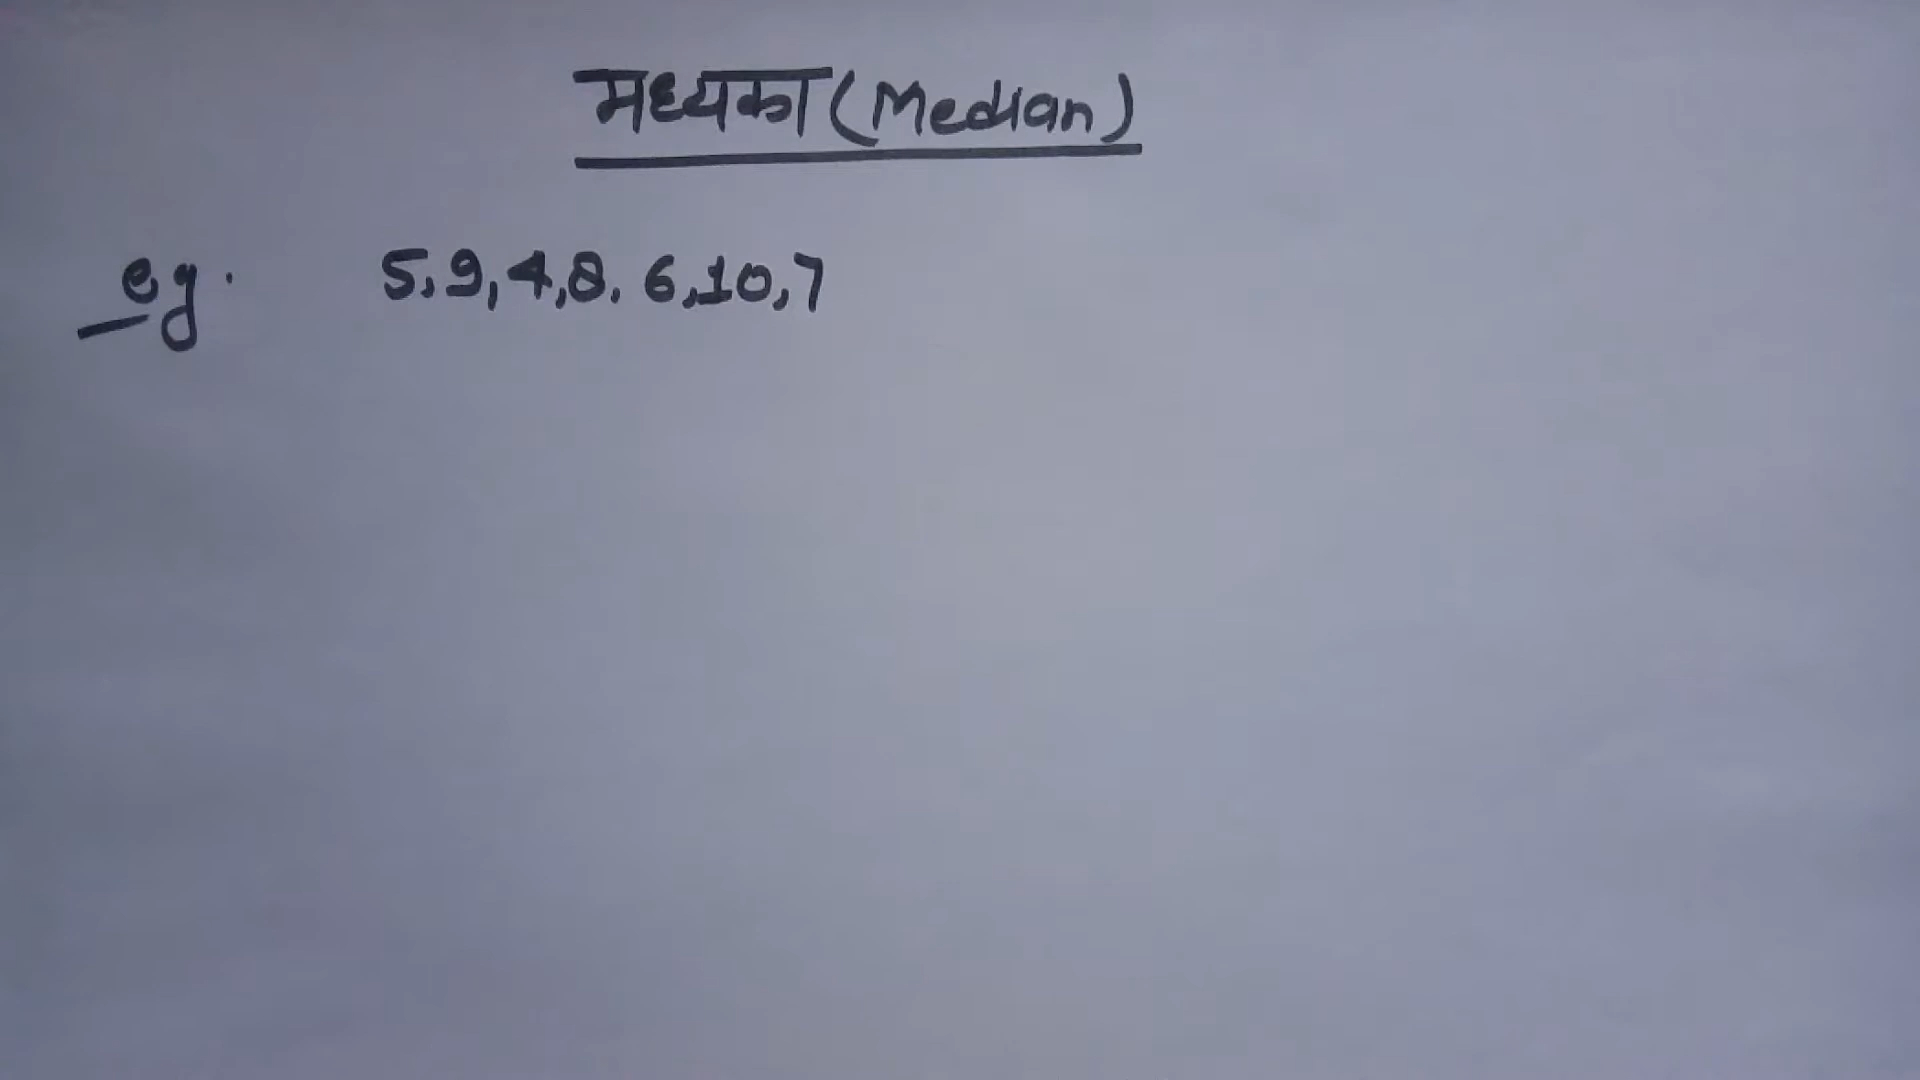 मध्यका (Median)
eg. 5, 9, 4, 8, 6, 10, 7